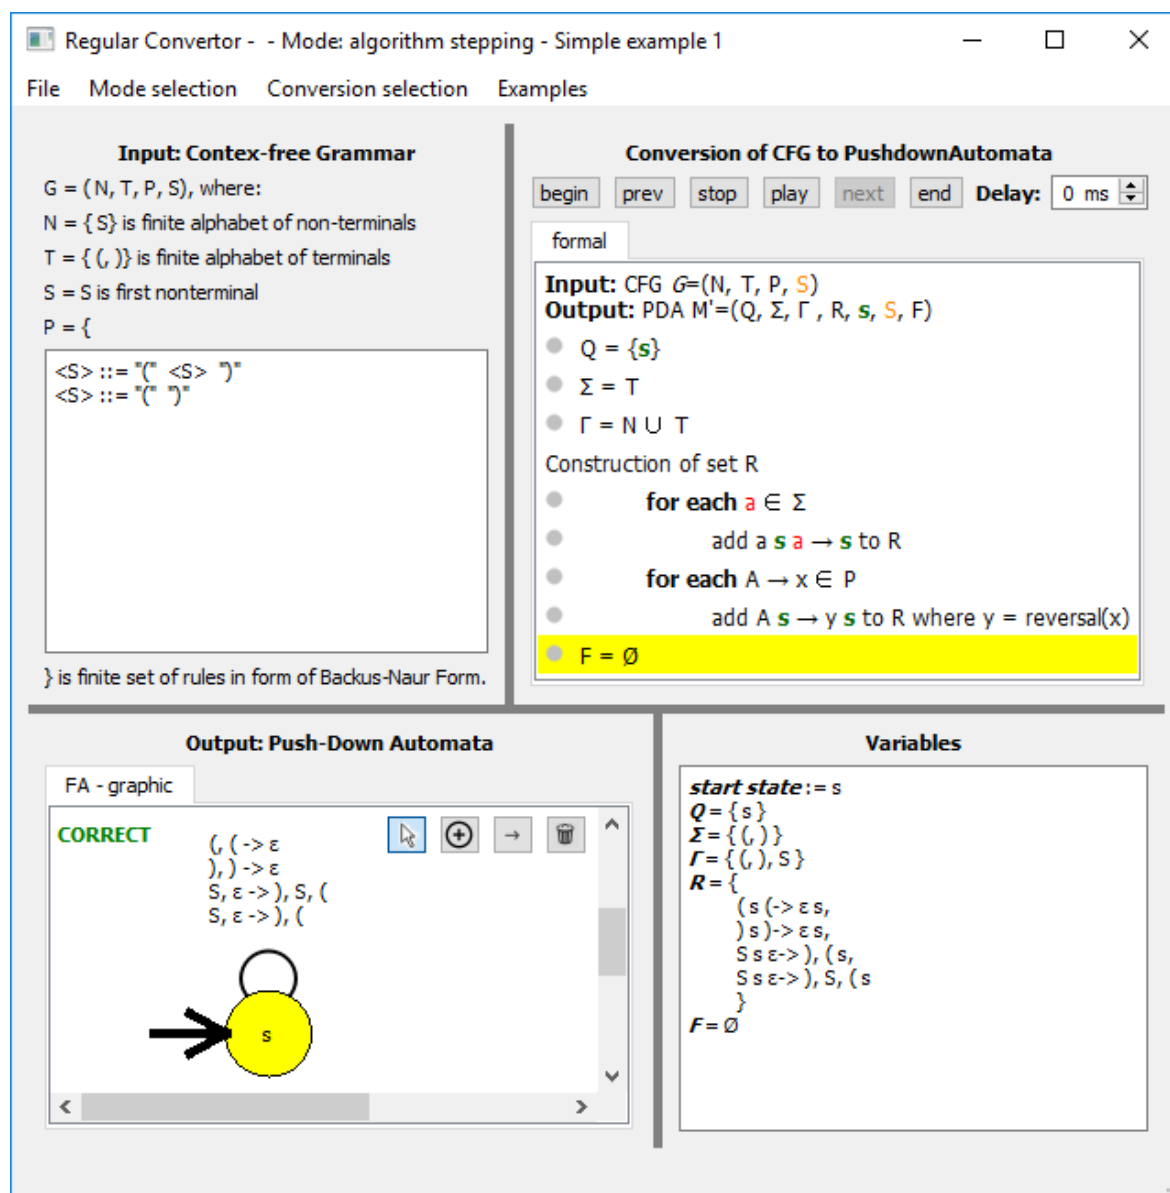 Regular Convertor - - Mode: algorithm stepping - Simple example 1
File Mode selection Conversion selection Examples
Input: Contex-free Grammar
G = (N, T, P, S), where:
N = { S} is finite alphabet of non-terminals
T = { (, )} is finite alphabet of terminals
S = S is first nonterminal
P = {
<S> ::= "(" <S> ")"
<S> ::= "(" ")"
} is finite set of rules in form of Backus-Naur Form.
Conversion of CFG to PushdownAutomata
begin prev stop play next end Delay: 0 ms
formal
Input: CFG G=(N, T, P, S)
Output: PDA M'=(Q, Σ, Γ , R, s, S, F)
Q = {s}
Σ = T
Γ = N ∪ T
Construction of set R
for each a ∈ Σ
add a s a → s to R
for each A → x ∈ P
add A s → y s to R where y = reversal(x)
F = Ø
Output: Push-Down Automata
FA - graphic
CORRECT
(, ( -> ε
), ) -> ε
S, ε -> ), S, (
S, ε -> ), (
s
Variables
start state := s
Q = { s }
Σ = { (, ) }
Γ = { (, ), S }
R = {
( s (-> ε s,
) s )-> ε s,
S s ε-> ), ( s,
S s ε-> ), S, ( s
}
F = Ø